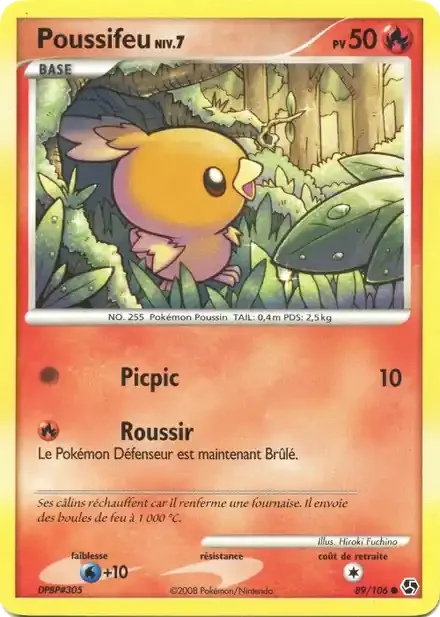 Poussifeu NIV.7 PV 50
BASE
NO. 255 Pokémon Poussin TAIL: 0,4m PDS: 2,5kg
Picpic 10
Roussir
Le Pokémon Défenseur est maintenant Brûlé.
Ses câlins réchauffent car il renferme une fournaise. Il envoie
des boules de feu à 1 000 °C.
Illus. Hiroki Fuchino
faiblesse résistance coût de retraite
+10
DPBP#305 ©2008 Pokémon/Nintendo 89/106